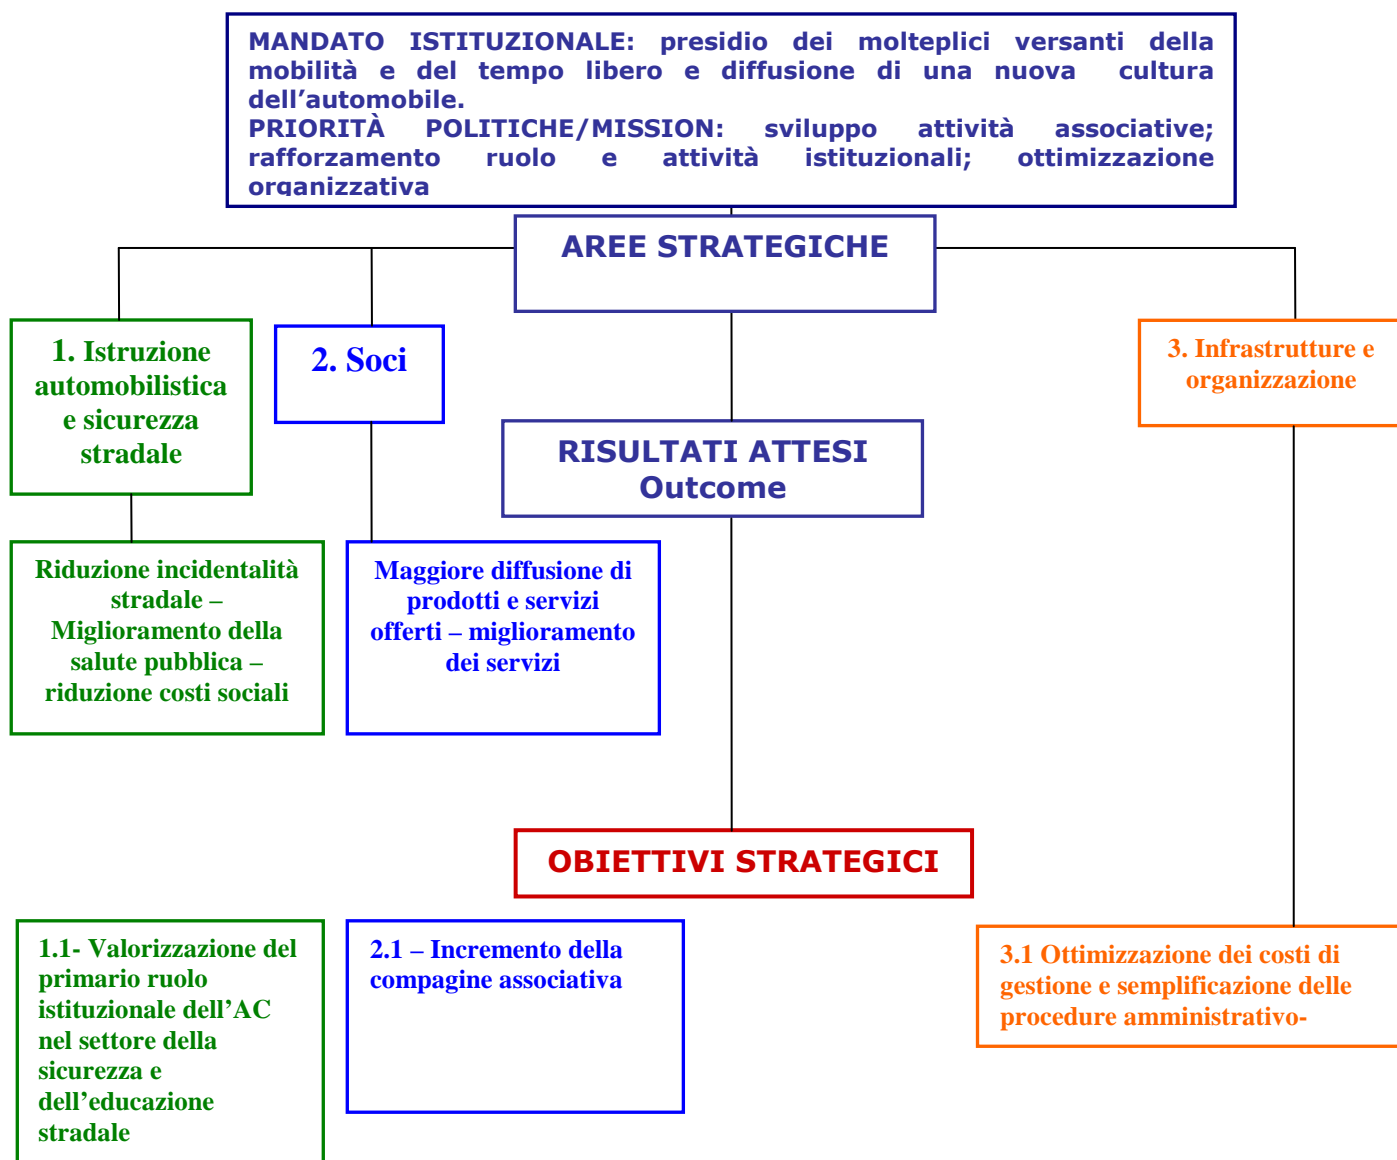 MANDATO ISTITUZIONALE: presidio dei molteplici versanti della
mobilità e del tempo libero e diffusione di una nuova cultura
dell’automobile.
PRIORITÀ POLITICHE/MISSION: sviluppo attività associative;
rafforzamento ruolo e attività istituzionali; ottimizzazione
organizzativa
AREE STRATEGICHE
1. Istruzione
automobilistica
e sicurezza
stradale
2. Soci
3. Infrastrutture e
organizzazione
RISULTATI ATTESI
Outcome
Riduzione incidentalità
stradale –
Miglioramento della
salute pubblica –
riduzione costi sociali
Maggiore diffusione di
prodotti e servizi
offerti – miglioramento
dei servizi
OBIETTIVI STRATEGICI
1.1- Valorizzazione del
primario ruolo
istituzionale dell’AC
nel settore della
sicurezza e
dell’educazione
stradale
2.1 – Incremento della
compagine associativa
3.1 Ottimizzazione dei costi di
gestione e semplificazione delle
procedure amministrativo-